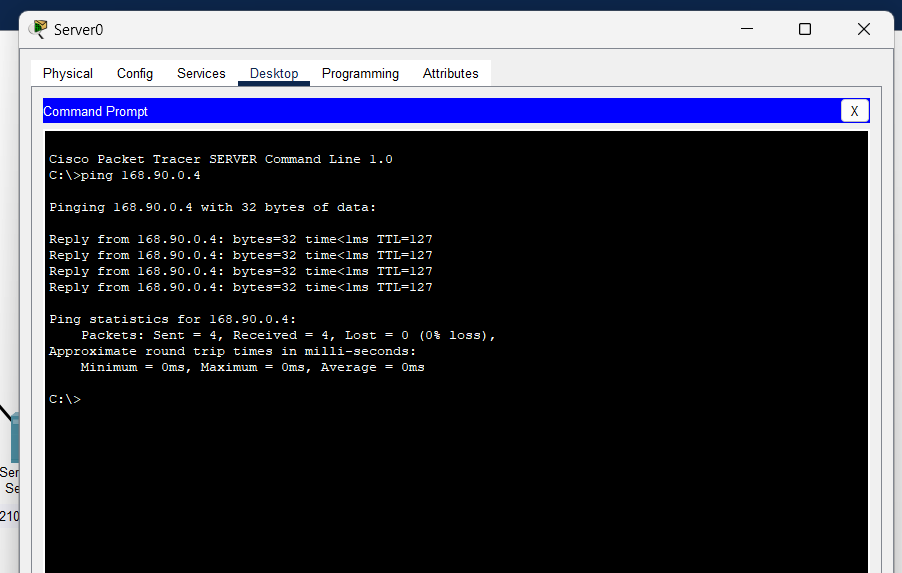 Server0
Physical Config Services Desktop Programming Attributes
Command Prompt X
Cisco Packet Tracer SERVER Command Line 1.0
C:\>ping 168.90.0.4
Pinging 168.90.0.4 with 32 bytes of data:
Reply from 168.90.0.4: bytes=32 time<1ms TTL=127
Reply from 168.90.0.4: bytes=32 time<1ms TTL=127
Reply from 168.90.0.4: bytes=32 time<1ms TTL=127
Reply from 168.90.0.4: bytes=32 time<1ms TTL=127
Ping statistics for 168.90.0.4:
Packets: Sent = 4, Received = 4, Lost = 0 (0% loss),
Approximate round trip times in milli-seconds:
Minimum = 0ms, Maximum = 0ms, Average = 0ms
C:\>
Ser
Se
210